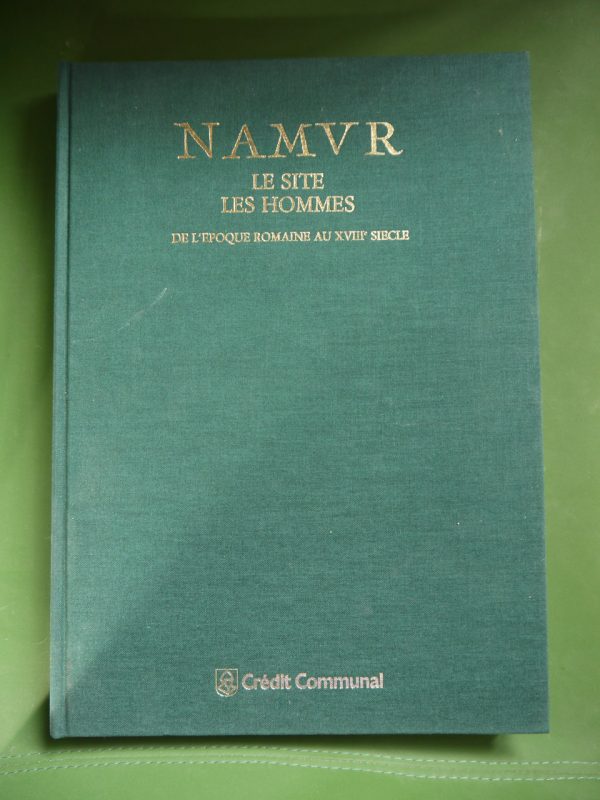 NAMVR
LE SITE
LES HOMMES
DE L'EPOQUE ROMAINE AU XVIIIe SIECLE
Crédit Communal